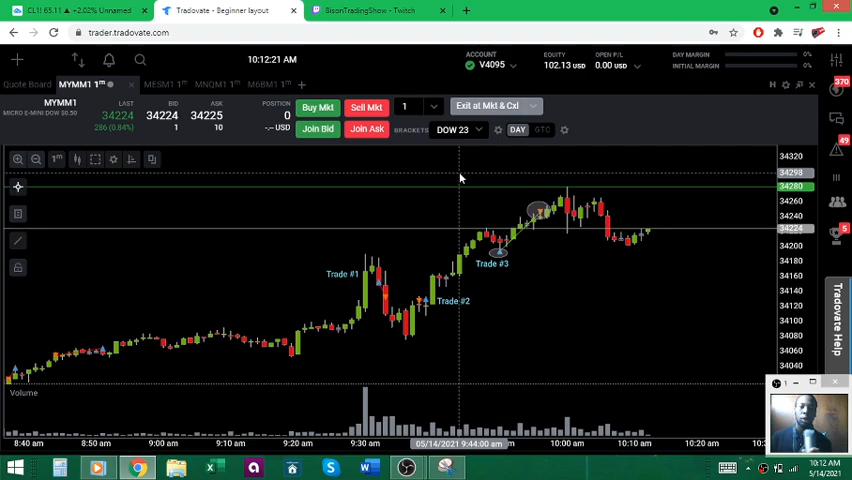 CL1! 65.11 ▲ +2.02% Unnamed
Tradovate - Beginner layout
BisonTradingShow - Twitch
trader.tradovate.com
10:12:21 AM
ACCOUNT
V4095
EQUITY
102.13 USD
OPEN P/L
0.00 USD
DAY MARGIN
0%
INITIAL MARGIN
0%
Quote Board
MYMM1 1m
MESM1 1m
MNQM1 1m
M6BM1 1m
370
MYMM1
MICRO E-MINI DOW $0.50
LAST
34224
286 (0.84%)
BID
34224
1
ASK
34225
10
POSITION
0
-.-- USD
Buy Mkt
Sell Mkt
1
Exit at Mkt & Cxl
Join Bid
Join Ask
BRACKETS
DOW 23
DAY
GTC
49
5
1m
34320
34298
34280
34260
34240
34224
34200
34180
34160
34140
34120
34100
34080
34060
34040
Trade #1
Trade #2
Trade #3
Tradovate Help
Volume
8:40 am
8:50 am
9:00 am
9:10 am
9:20 am
9:30 am
05/14/2021 9:44:00 am
10:00 am
10:10 am
10:20 am
10:12 AM
5/14/2021